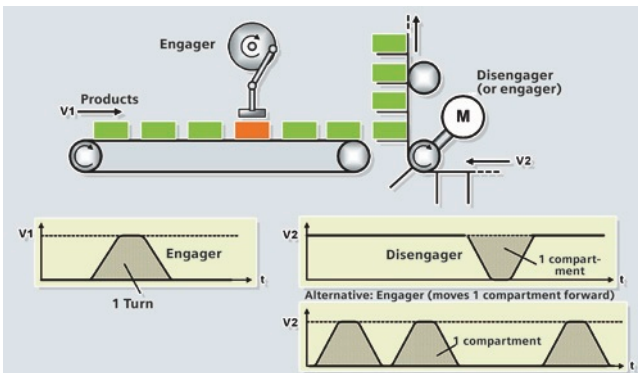 Engager
Products
V1
Disengager
(or engager)
M
V2
V1
Engager
1 Turn
t
V2
Disengager
1 compart-
ment
t
Alternative: Engager (moves 1 compartment forward)
V2
1 compartment
t